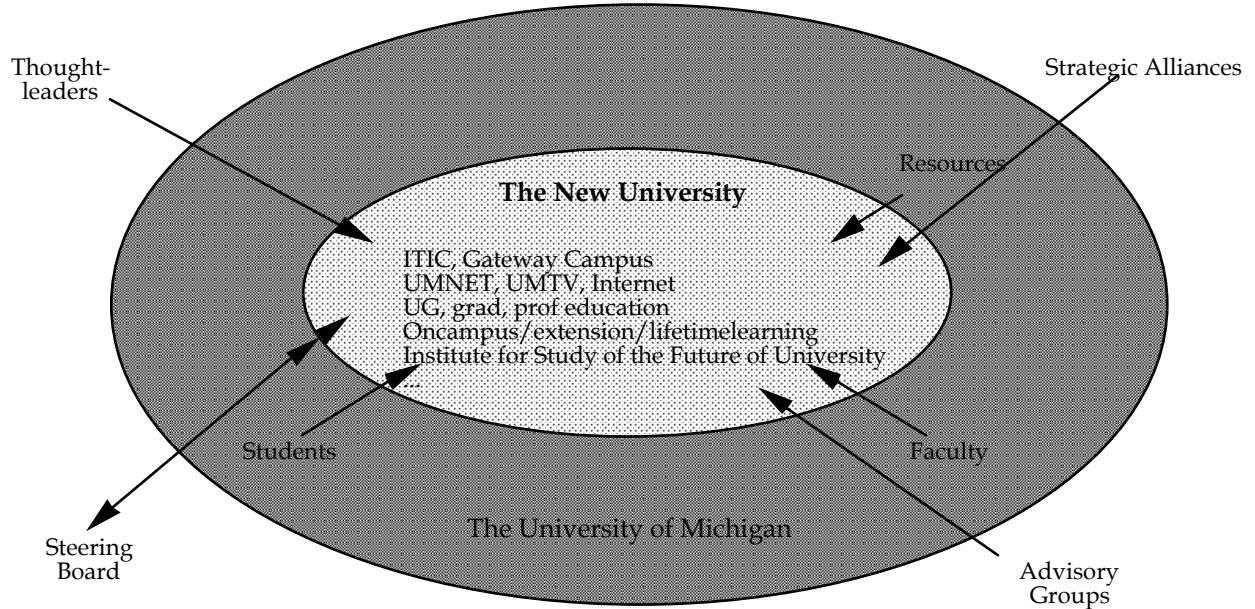 Thought-
leaders
Strategic Alliances
Resources
The New University
ITIC, Gateway Campus
UMNET, UMTV, Internet
UG, grad, prof education
Oncampus/extension/lifetimelearning
Institute for Study of the Future of University
...
Students
Faculty
The University of Michigan
Steering
Board
Advisory
Groups